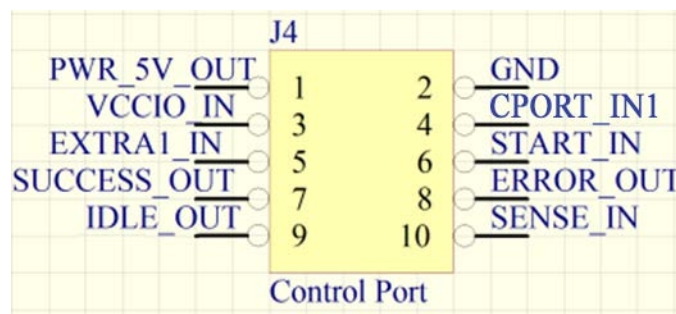 J4
PWR_5V_OUT 1 2 GND
VCCIO_IN 3 4 CPORT_IN1
EXTRA1_IN 5 6 START_IN
SUCCESS_OUT 7 8 ERROR_OUT
IDLE_OUT 9 10 SENSE_IN
Control Port